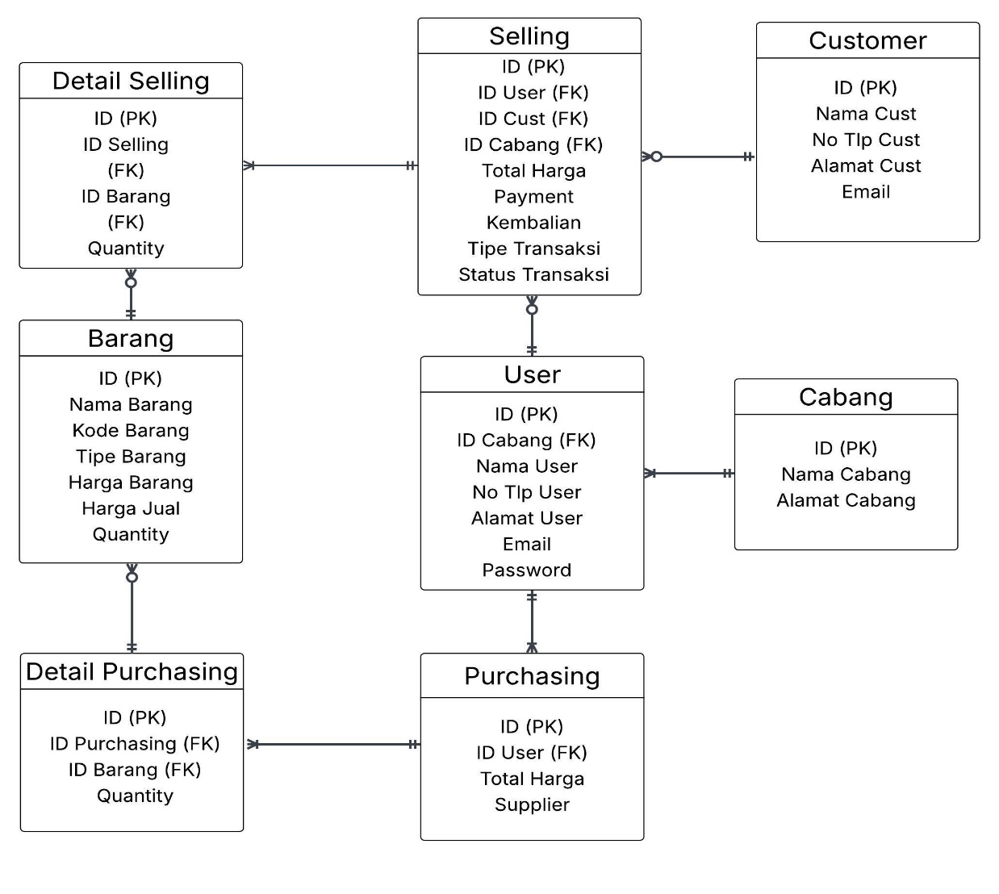 Detail Selling
ID (PK)
ID Selling
(FK)
ID Barang
(FK)
Quantity
Selling
ID (PK)
ID User (FK)
ID Cust (FK)
ID Cabang (FK)
Total Harga
Payment
Kembalian
Tipe Transaksi
Status Transaksi
Customer
ID (PK)
Nama Cust
No Tlp Cust
Alamat Cust
Email
Barang
ID (PK)
Nama Barang
Kode Barang
Tipe Barang
Harga Barang
Harga Jual
Quantity
User
ID (PK)
ID Cabang (FK)
Nama User
No Tlp User
Alamat User
Email
Password
Cabang
ID (PK)
Nama Cabang
Alamat Cabang
Detail Purchasing
ID (PK)
ID Purchasing (FK)
ID Barang (FK)
Quantity
Purchasing
ID (PK)
ID User (FK)
Total Harga
Supplier